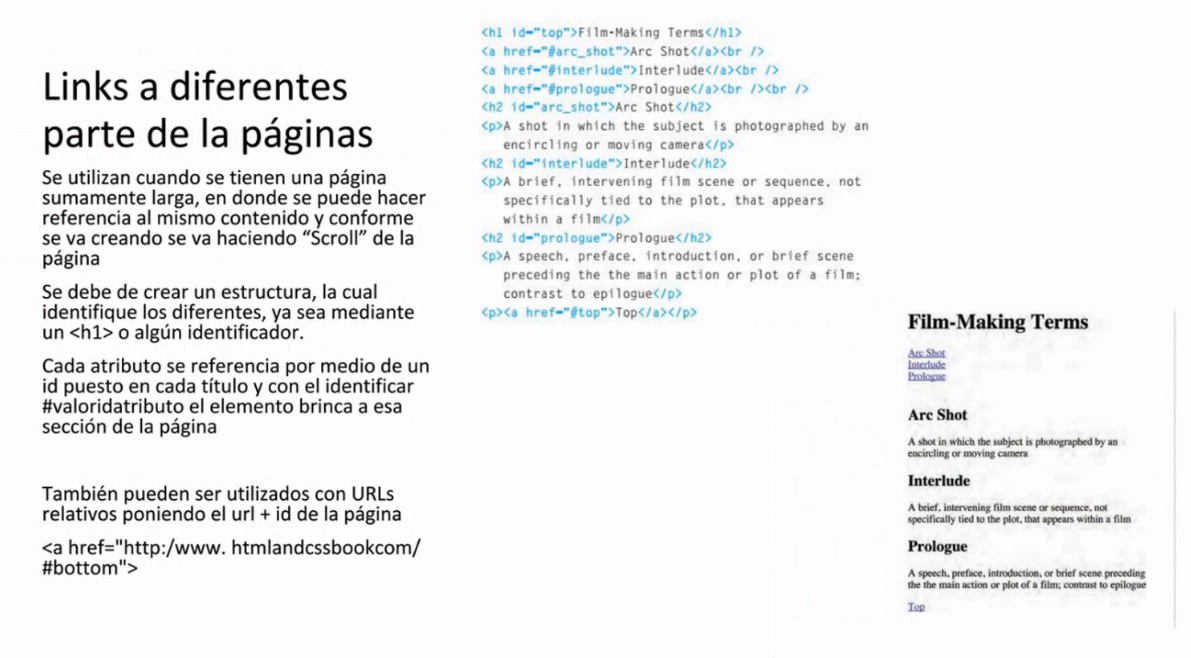 Links a diferentes
parte de la páginas
Se utilizan cuando se tienen una página
sumamente larga, en donde se puede hacer
referencia al mismo contenido y conforme
se va creando se va haciendo “Scroll” de la
página
Se debe de crear un estructura, la cual
identifique los diferentes, ya sea mediante
un <h1> o algún identificador.
Cada atributo se referencia por medio de un
id puesto en cada título y con el identificar
#valoridatributo el elemento brinca a esa
sección de la página
También pueden ser utilizados con URLs
relativos poniendo el url + id de la página
<a href="http:/www. htmlandcssbookcom/
#bottom">
<h1 id="top">Film-Making Terms</h1>
<a href="#arc_shot">Arc Shot</a><br />
<a href="#interlude">Interlude</a><br />
<a href="#prologue">Prologue</a><br /><br />
<h2 id="arc_shot">Arc Shot</h2>
<p>A shot in which the subject is photographed by an
encircling or moving camera</p>
<h2 id="interlude">Interlude</h2>
<p>A brief, intervening film scene or sequence, not
specifically tied to the plot, that appears
within a film</p>
<h2 id="prologue">Prologue</h2>
<p>A speech, preface, introduction, or brief scene
preceding the the main action or plot of a film;
contrast to epilogue</p>
<p><a href="#top">Top</a></p>
Film-Making Terms
Arc Shot
Interlude
Prologue
Arc Shot
A shot in which the subject is photographed by an
encircling or moving camera
Interlude
A brief, intervening film scene or sequence, not
specifically tied to the plot, that appears within a film
Prologue
A speech, preface, introduction, or brief scene preceding
the the main action or plot of a film; contrast to epilogue
Top